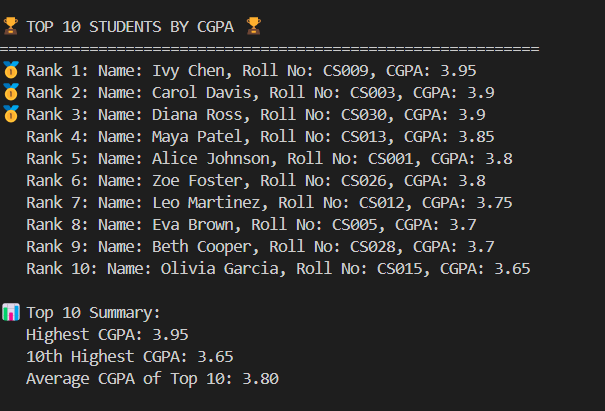 🏆 TOP 10 STUDENTS BY CGPA 🏆
============================================================
🥇 Rank 1: Name: Ivy Chen, Roll No: CS009, CGPA: 3.95
🥇 Rank 2: Name: Carol Davis, Roll No: CS003, CGPA: 3.9
🥇 Rank 3: Name: Diana Ross, Roll No: CS030, CGPA: 3.9
Rank 4: Name: Maya Patel, Roll No: CS013, CGPA: 3.85
Rank 5: Name: Alice Johnson, Roll No: CS001, CGPA: 3.8
Rank 6: Name: Zoe Foster, Roll No: CS026, CGPA: 3.8
Rank 7: Name: Leo Martinez, Roll No: CS012, CGPA: 3.75
Rank 8: Name: Eva Brown, Roll No: CS005, CGPA: 3.7
Rank 9: Name: Beth Cooper, Roll No: CS028, CGPA: 3.7
Rank 10: Name: Olivia Garcia, Roll No: CS015, CGPA: 3.65
📊 Top 10 Summary:
Highest CGPA: 3.95
10th Highest CGPA: 3.65
Average CGPA of Top 10: 3.80